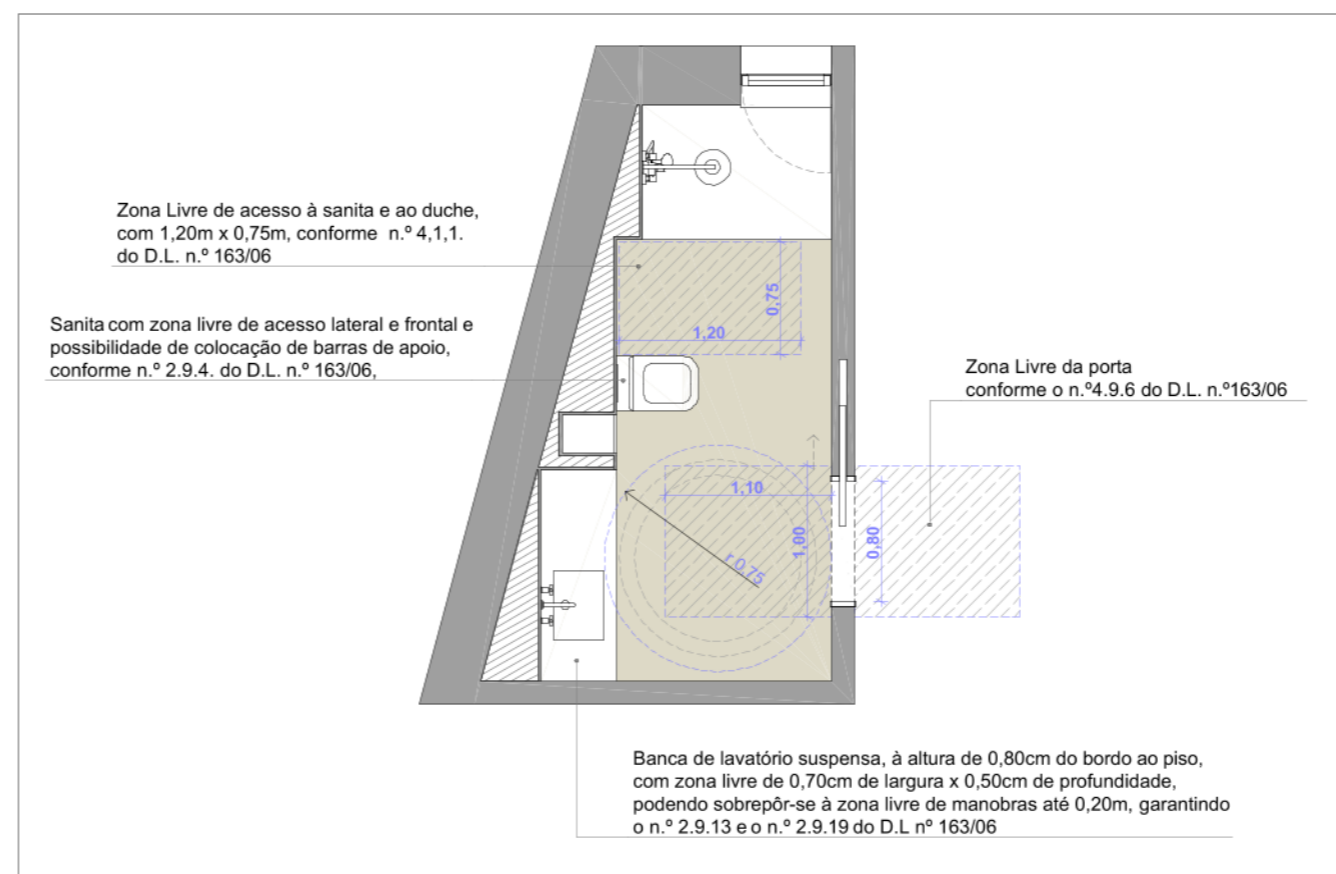 Zona Livre de acesso à sanita e ao duche,
com 1,20m x 0,75m, conforme n.º 4,1,1.
do D.L. n.º 163/06
Sanita com zona livre de acesso lateral e frontal e
possibilidade de colocação de barras de apoio,
conforme n.º 2.9.4. do D.L. n.º 163/06,
0,75
1,20
Zona Livre da porta
conforme o n.º4.9.6 do D.L. n.º163/06
1,10
1,00
0,80
r 0,75
Banca de lavatório suspensa, à altura de 0,80cm do bordo ao piso,
com zona livre de 0,70cm de largura x 0,50cm de profundidade,
podendo sobrepôr-se à zona livre de manobras até 0,20m, garantindo
o n.º 2.9.13 e o n.º 2.9.19 do D.L nº 163/06